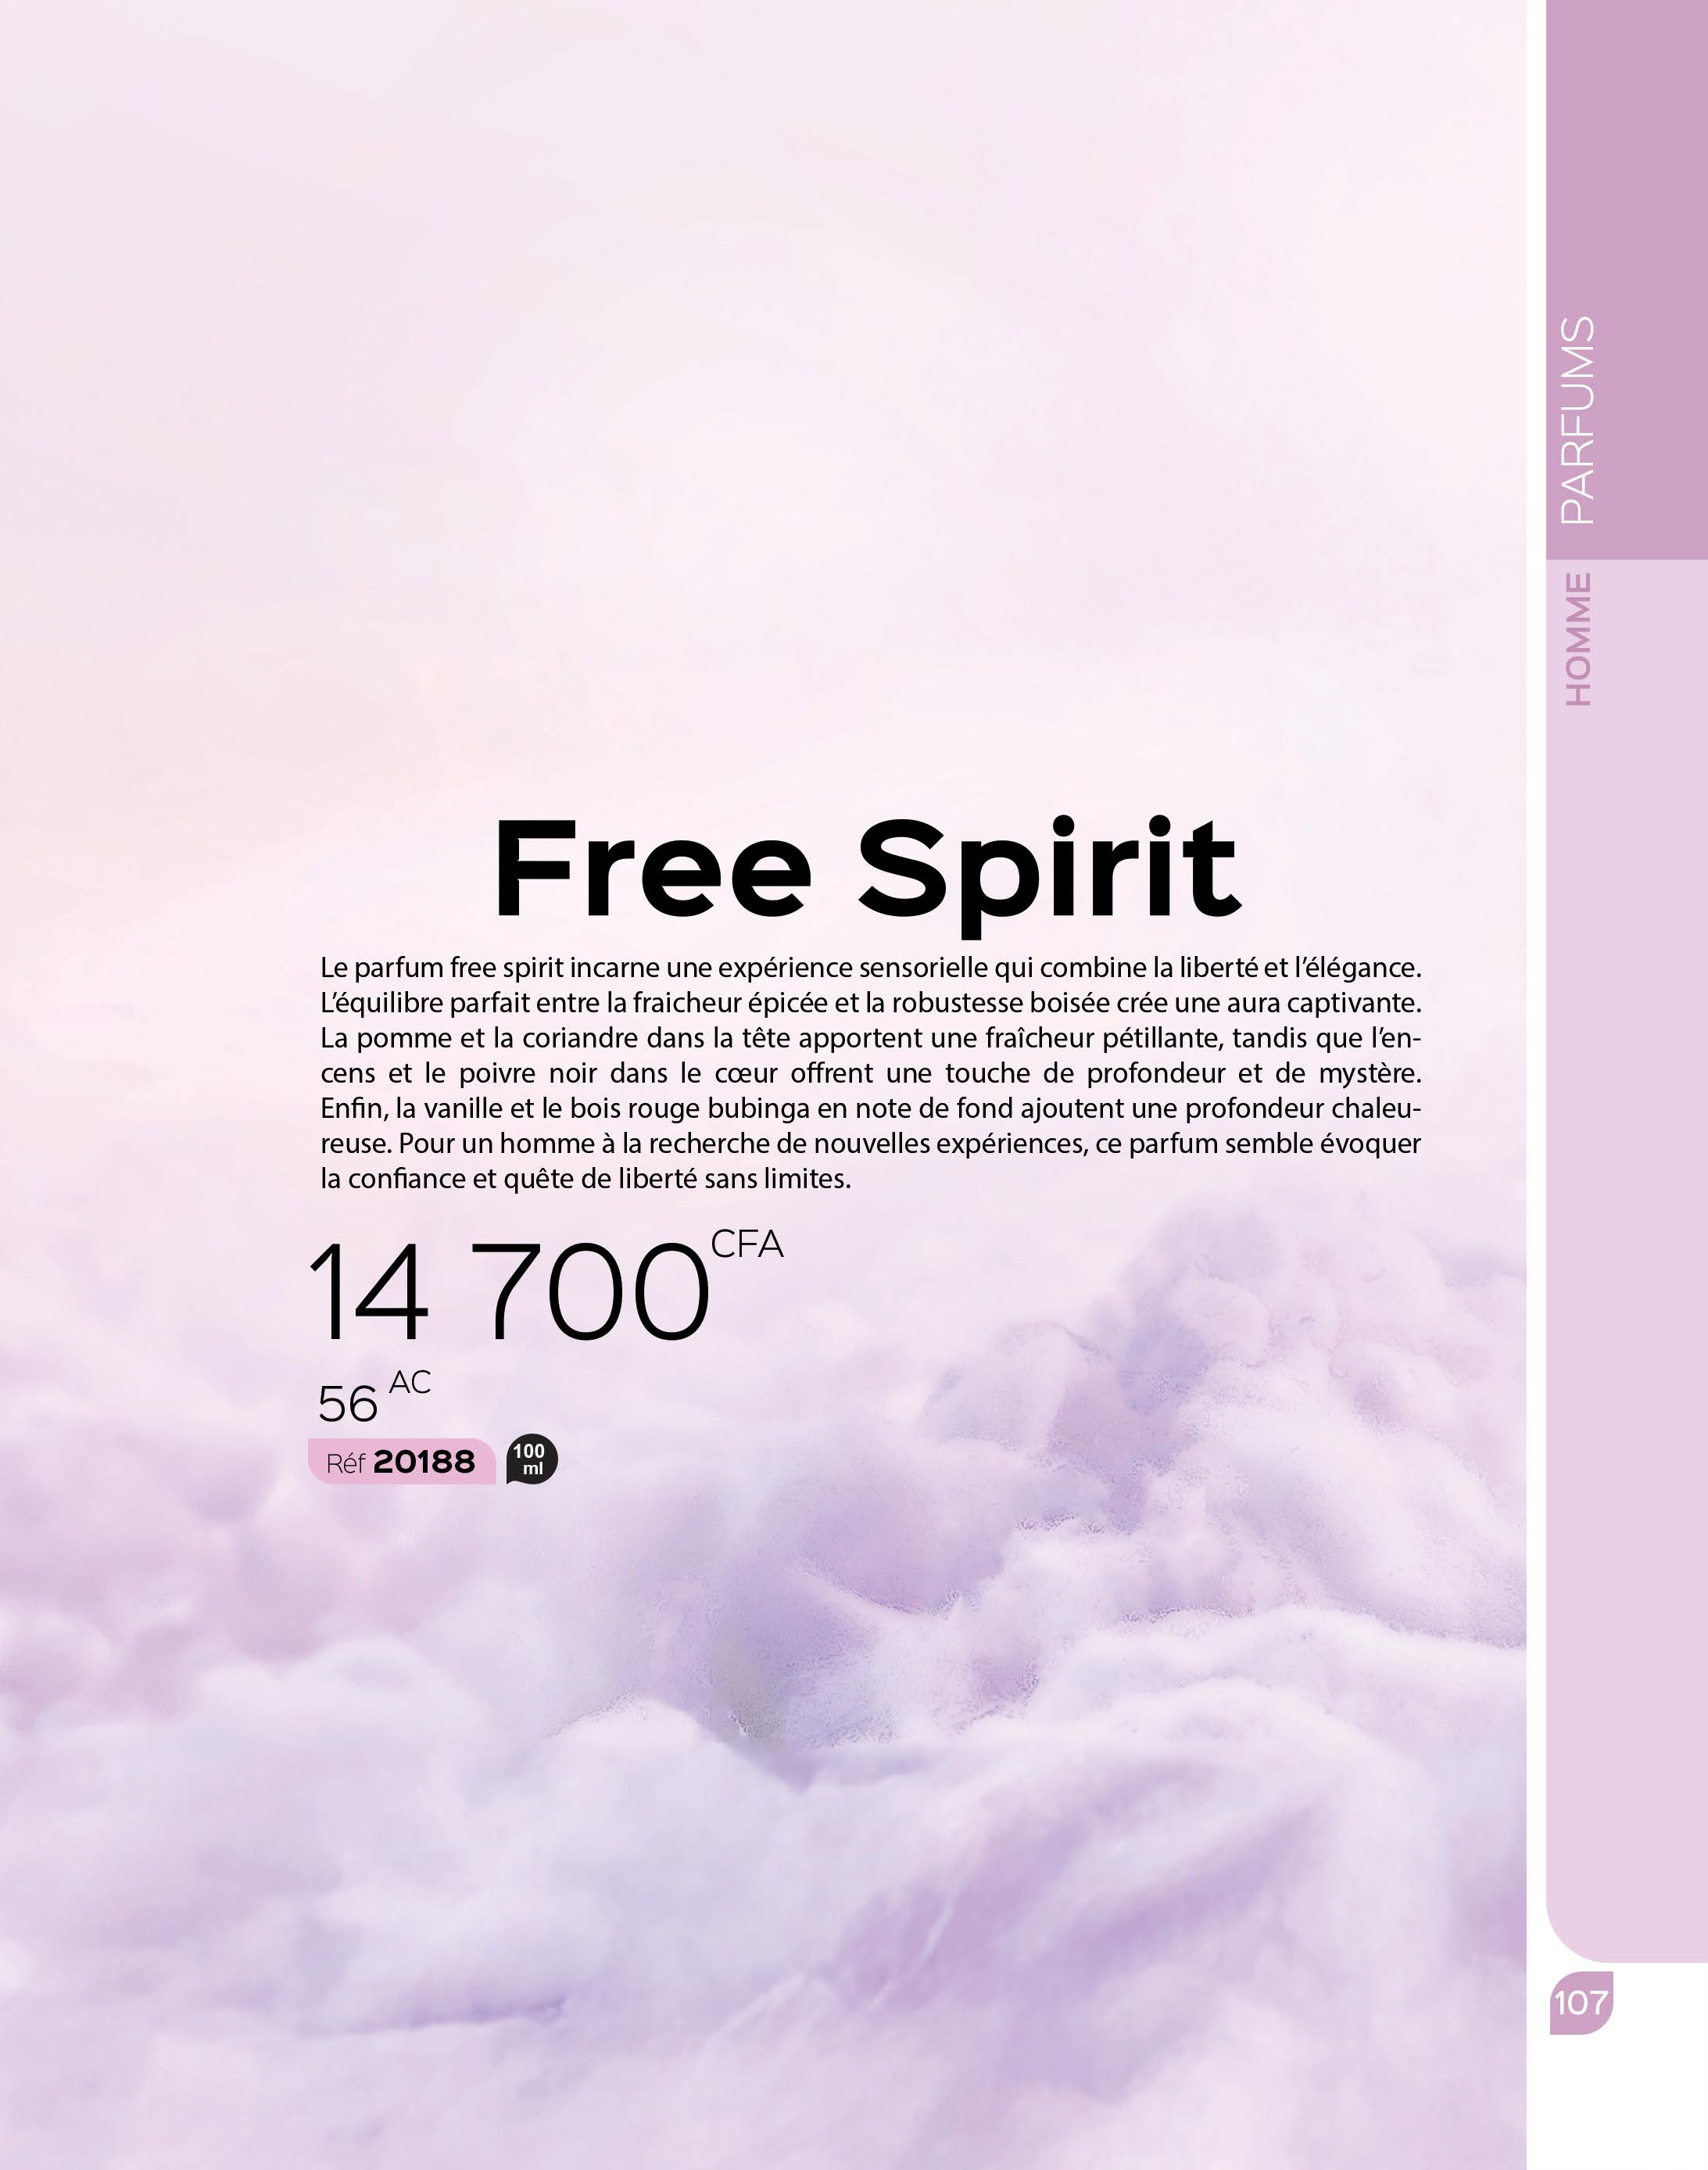 PARFUMS
HOMME
Free Spirit
Le parfum free spirit incarne une expérience sensorielle qui combine la liberté et l’élégance.
L’équilibre parfait entre la fraicheur épicée et la robustesse boisée crée une aura captivante.
La pomme et la coriandre dans la tête apportent une fraîcheur pétillante, tandis que l’en-
cens et le poivre noir dans le cœur offrent une touche de profondeur et de mystère.
Enfin, la vanille et le bois rouge bubinga en note de fond ajoutent une profondeur chaleu-
reuse. Pour un homme à la recherche de nouvelles expériences, ce parfum semble évoquer
la confiance et quête de liberté sans limites.
14 700 CFA
56 AC
Réf 20188
100
ml
107